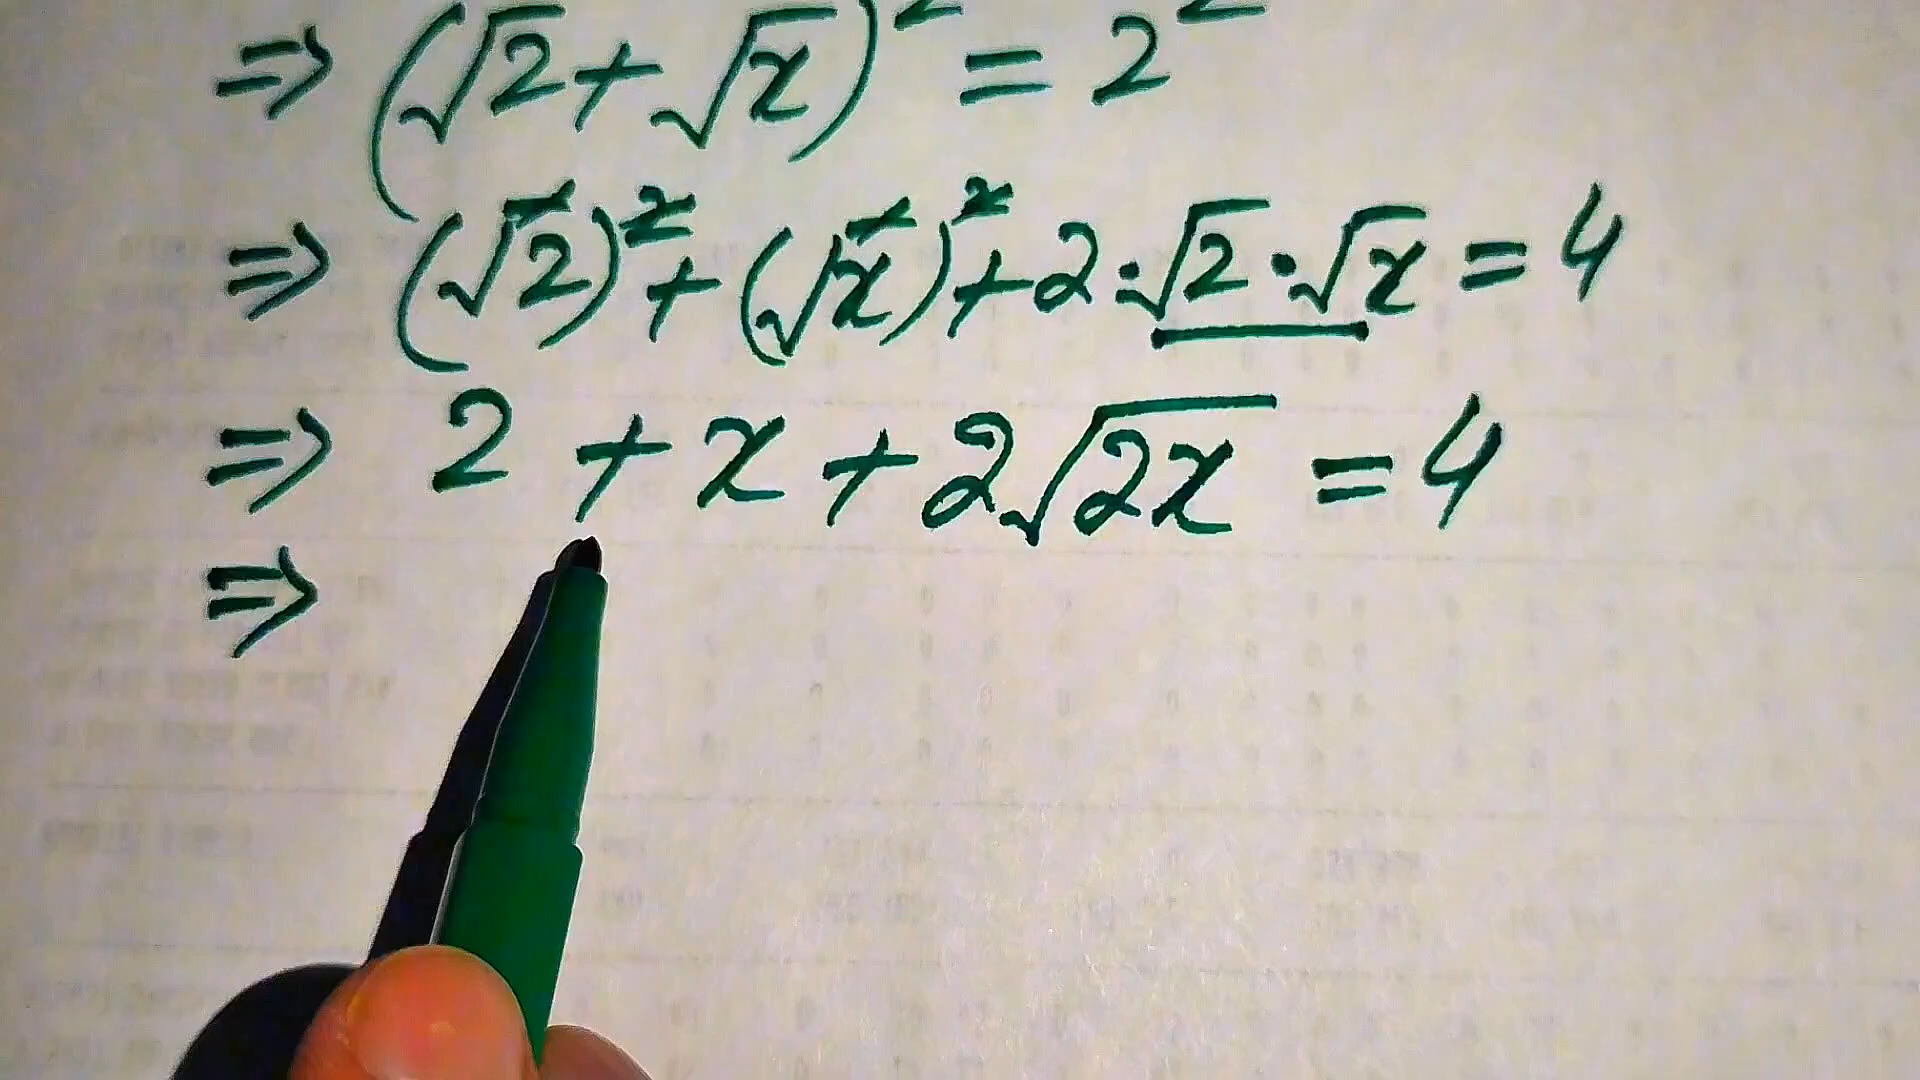 ⇒ (√2 + √x)² = 2²
⇒ (√2)² + (√x)² + 2·√2·√x = 4
⇒ 2 + x + 2√2x = 4
⇒